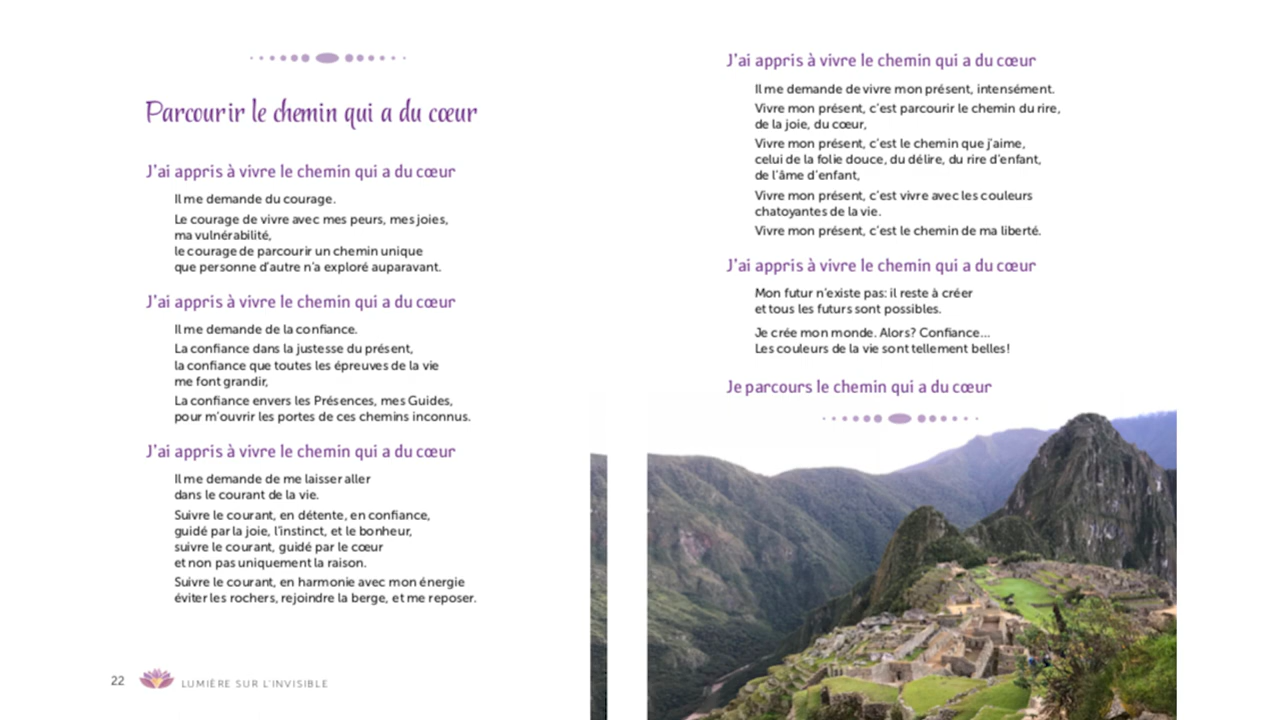 Parcourir le chemin qui a du cœur
J'ai appris à vivre le chemin qui a du cœur
Il me demande du courage.
Le courage de vivre avec mes peurs, mes joies,
ma vulnérabilité,
le courage de parcourir un chemin unique
que personne d'autre n'a exploré auparavant.
J'ai appris à vivre le chemin qui a du cœur
Il me demande de la confiance.
La confiance dans la justesse du présent,
la confiance que toutes les épreuves de la vie
me font grandir,
La confiance envers les Présences, mes Guides,
pour m'ouvrir les portes de ces chemins inconnus.
J'ai appris à vivre le chemin qui a du cœur
Il me demande de me laisser aller
dans le courant de la vie.
Suivre le courant, en détente, en confiance,
guidé par la joie, l'instinct, et le bonheur,
suivre le courant, guidé par le cœur
et non pas uniquement la raison.
Suivre le courant, en harmonie avec mon énergie
éviter les rochers, rejoindre la berge, et me reposer.
22 LUMIÈRE SUR L'INVISIBLE
J'ai appris à vivre le chemin qui a du cœur
Il me demande de vivre mon présent, intensément.
Vivre mon présent, c'est parcourir le chemin du rire,
de la joie, du cœur,
Vivre mon présent, c'est le chemin que j'aime,
celui de la folie douce, du délire, du rire d'enfant,
de l'âme d'enfant,
Vivre mon présent, c'est vivre avec les couleurs
chatoyantes de la vie.
Vivre mon présent, c'est le chemin de ma liberté.
J'ai appris à vivre le chemin qui a du cœur
Mon futur n'existe pas: il reste à créer
et tous les futurs sont possibles.
Je crée mon monde. Alors? Confiance...
Les couleurs de la vie sont tellement belles!
Je parcours le chemin qui a du cœur